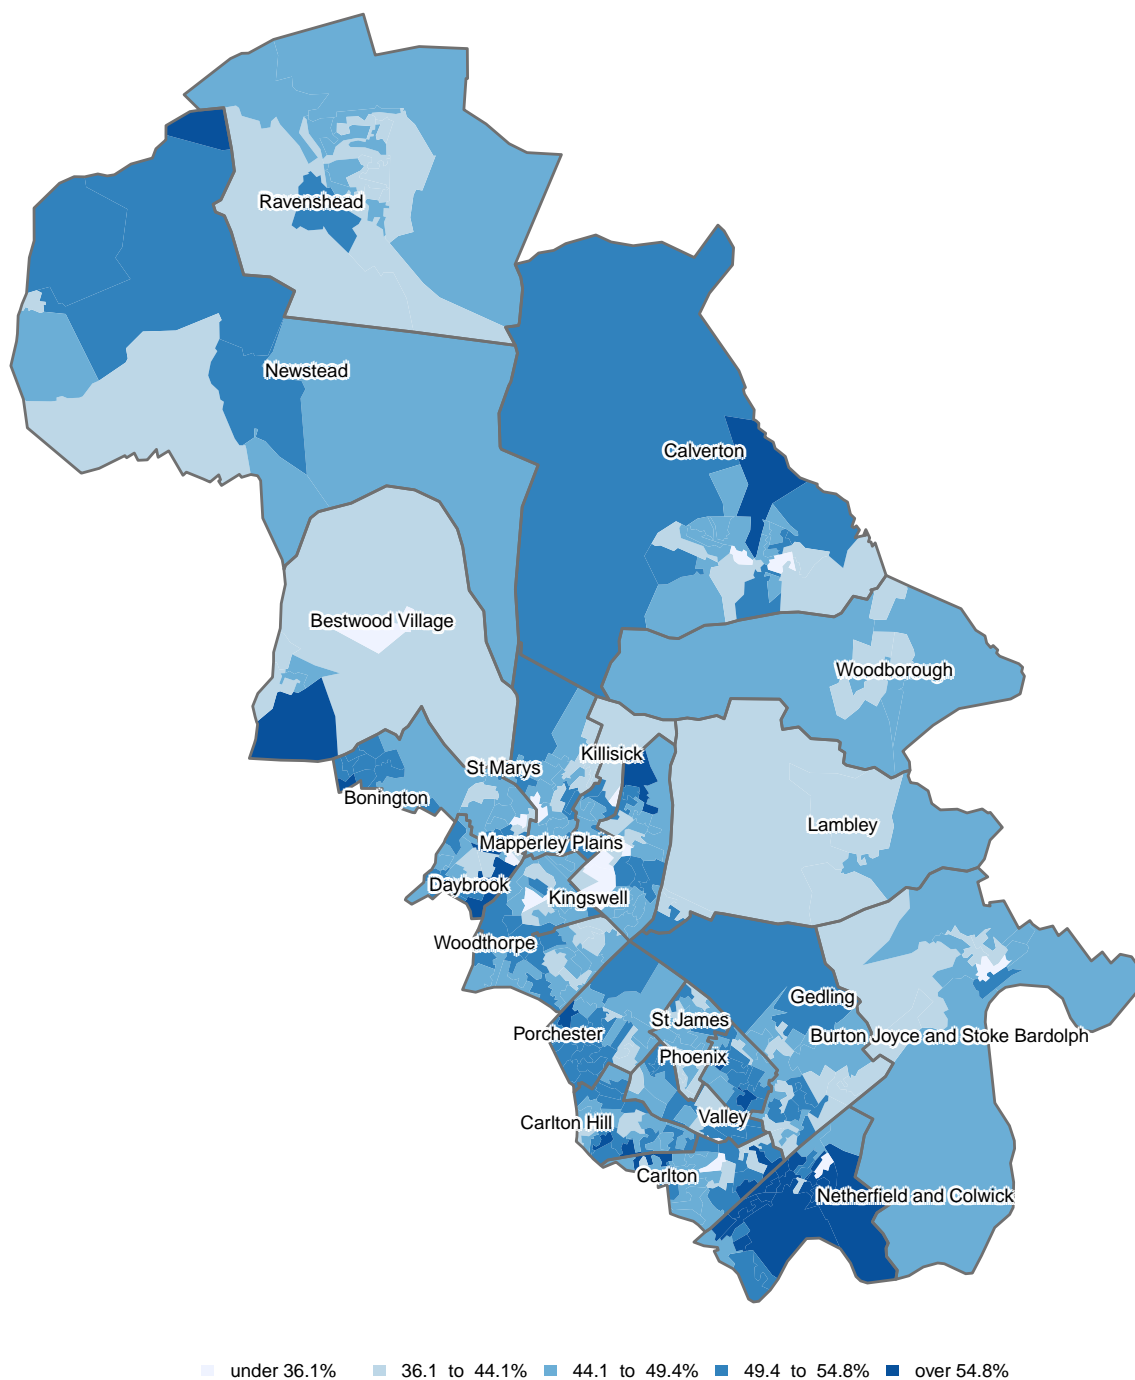 Ravenshead
Newstead
Calverton
Bestwood Village
Woodborough
Killisick
St Marys
Bonington
Lambley
Mapperley Plains
Daybrook
Kingswell
Woodthorpe
Gedling
St James
Porchester
Burton Joyce and Stoke Bardolph
Phoenix
Valley
Carlton Hill
Carlton
Netherfield and Colwick
under 36.1% 36.1 to 44.1% 44.1 to 49.4% 49.4 to 54.8% over 54.8%